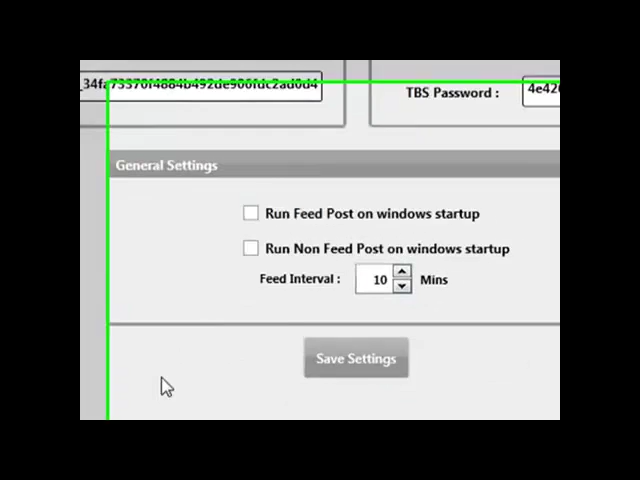 _34fa73370f4884b492de906fdc2ad0d4
TBS Password :
General Settings
Run Feed Post on windows startup
Run Non Feed Post on windows startup
Feed Interval : 10 Mins
Save Settings